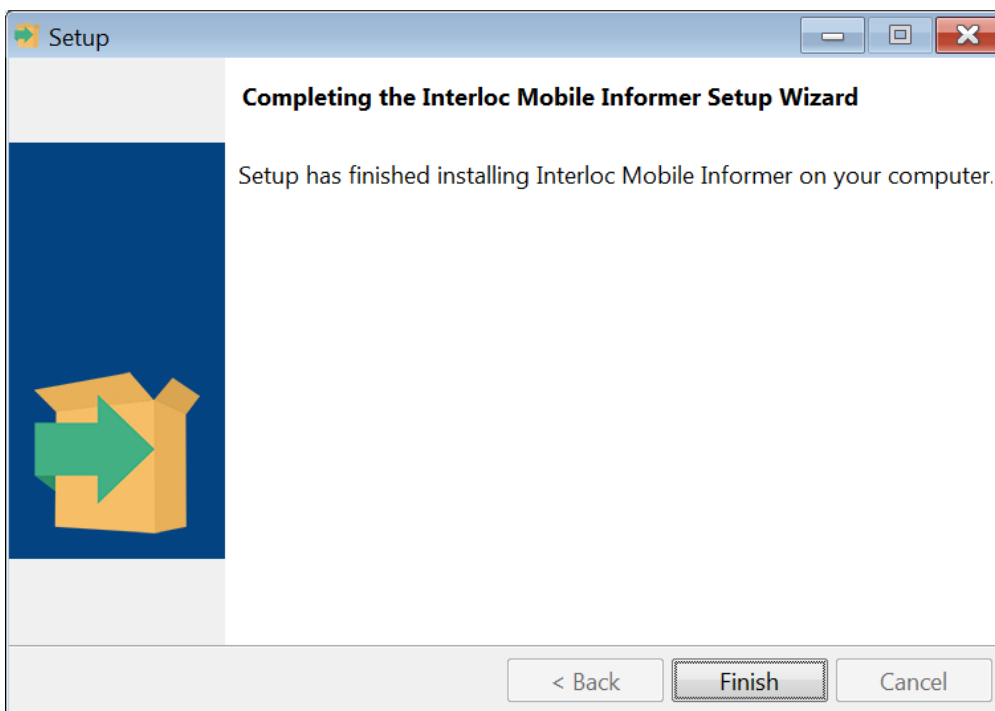 Setup
Completing the Interloc Mobile Informer Setup Wizard
Setup has finished installing Interloc Mobile Informer on your computer.
< Back Finish Cancel